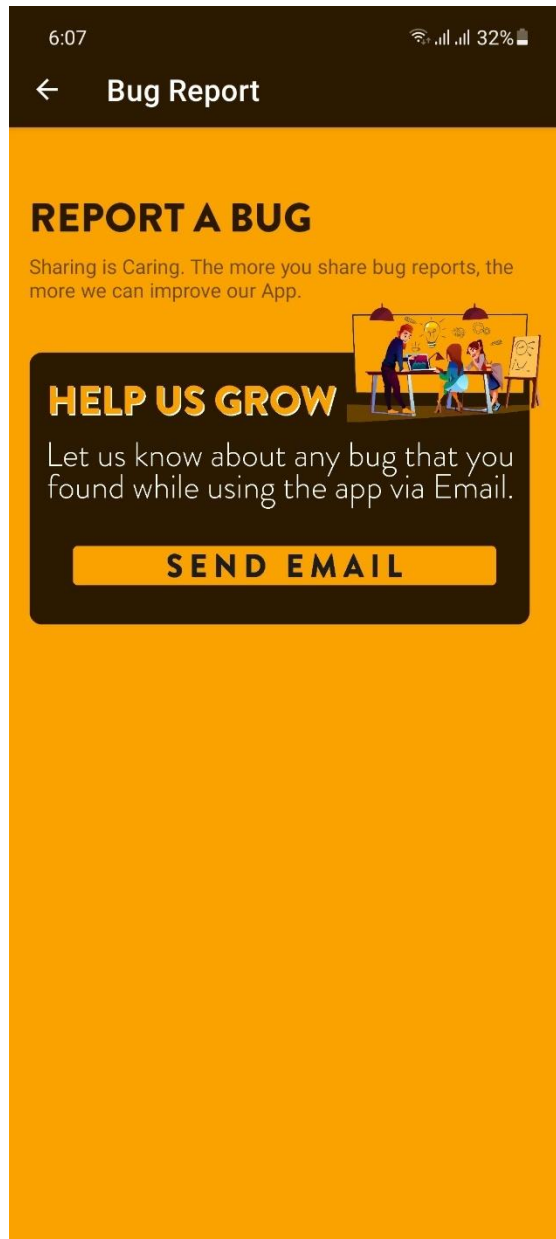 6:07 32%
Bug Report
REPORT A BUG
Sharing is Caring. The more you share bug reports, the
more we can improve our App.
HELP US GROW
Let us know about any bug that you
found while using the app via Email.
SEND EMAIL